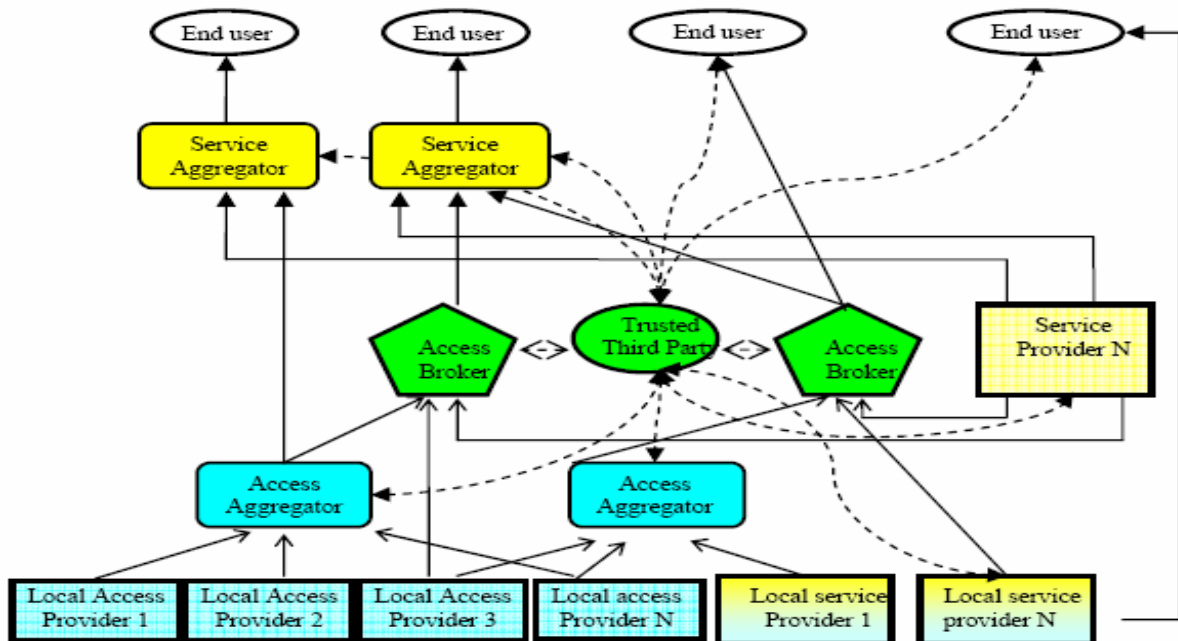 End user
End user
End user
End user
Service
Aggregator
Service
Aggregator
Access
Broker
Trusted
Third Party
Access
Broker
Service
Provider N
Access
Aggregator
Access
Aggregator
Local Access
Provider 1
Local Access
Provider 2
Local Access
Provider 3
Local access
Provider N
Local service
Provider 1
Local service
provider N